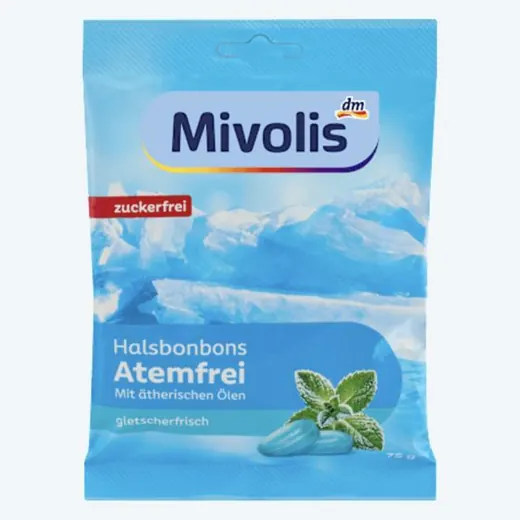 dm
Mivolis
zuckerfrei
Halsbonbons
Atemfrei
Mit ätherischen Ölen
gletscherfrisch
75 g